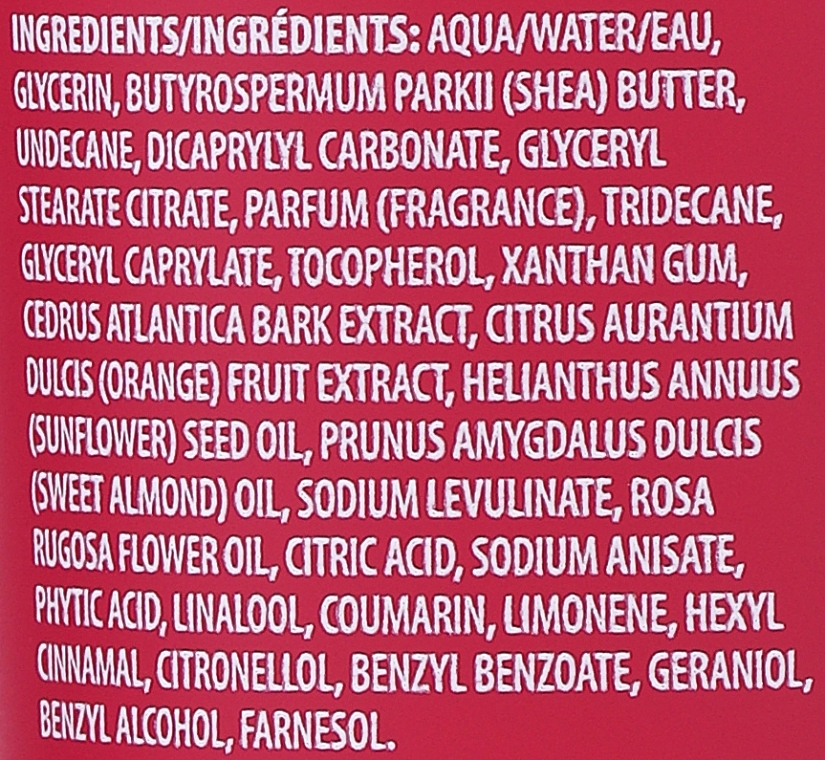 INGREDIENTS/INGRÉDIENTS: AQUA/WATER/EAU,
GLYCERIN, BUTYROSPERMUM PARKII (SHEA) BUTTER,
UNDECANE, DICAPRYLYL CARBONATE, GLYCERYL
STEARATE CITRATE, PARFUM (FRAGRANCE), TRIDECANE,
GLYCERYL CAPRYLATE, TOCOPHEROL, XANTHAN GUM,
CEDRUS ATLANTICA BARK EXTRACT, CITRUS AURANTIUM
DULCIS (ORANGE) FRUIT EXTRACT, HELIANTHUS ANNUUS
(SUNFLOWER) SEED OIL, PRUNUS AMYGDALUS DULCIS
(SWEET ALMOND) OIL, SODIUM LEVULINATE, ROSA
RUGOSA FLOWER OIL, CITRIC ACID, SODIUM ANISATE,
PHYTIC ACID, LINALOOL, COUMARIN, LIMONENE, HEXYL
CINNAMAL, CITRONELLOL, BENZYL BENZOATE, GERANIOL,
BENZYL ALCOHOL, FARNESOL.